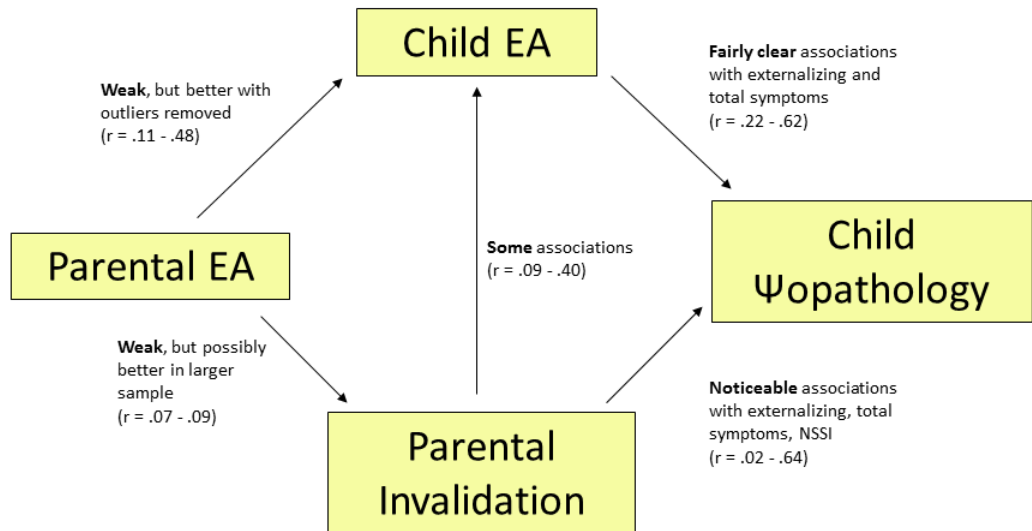 Child EA
Weak, but better with
outliers removed
(r = .11 - .48)
Fairly clear associations
with externalizing and
total symptoms
(r = .22 - .62)
Parental EA
Some associations
(r = .09 - .40)
Child
Ψopathology
Weak, but possibly
better in larger
sample
(r = .07 - .09)
Parental
Invalidation
Noticeable associations
with externalizing, total
symptoms, NSSI
(r = .02 - .64)